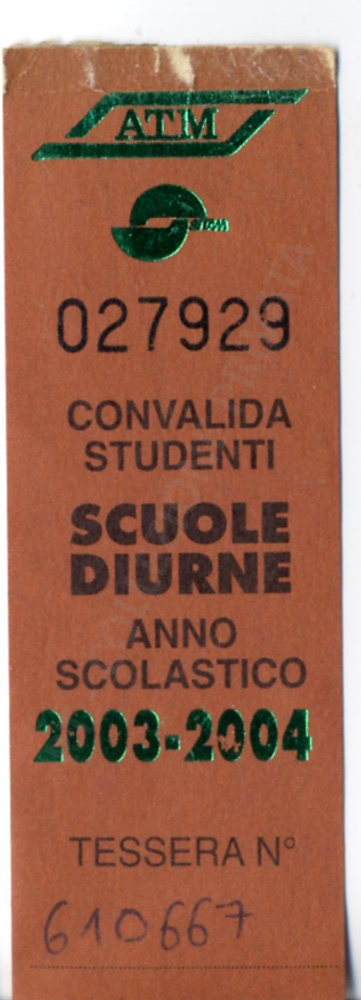 ATM
027929
CONVALIDA
STUDENTI
SCUOLE
DIURNE
ANNO
SCOLASTICO
2003-2004
TESSERA N°
610667